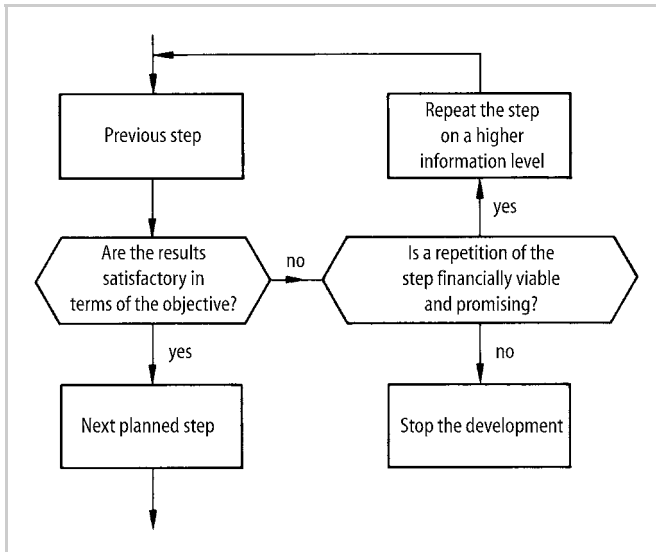 Previous step
Repeat the step
on a higher
information level
yes
Are the results
satisfactory in
terms of the objective?
no
Is a repetition of the
step financially viable
and promising?
yes
no
Next planned step
Stop the development